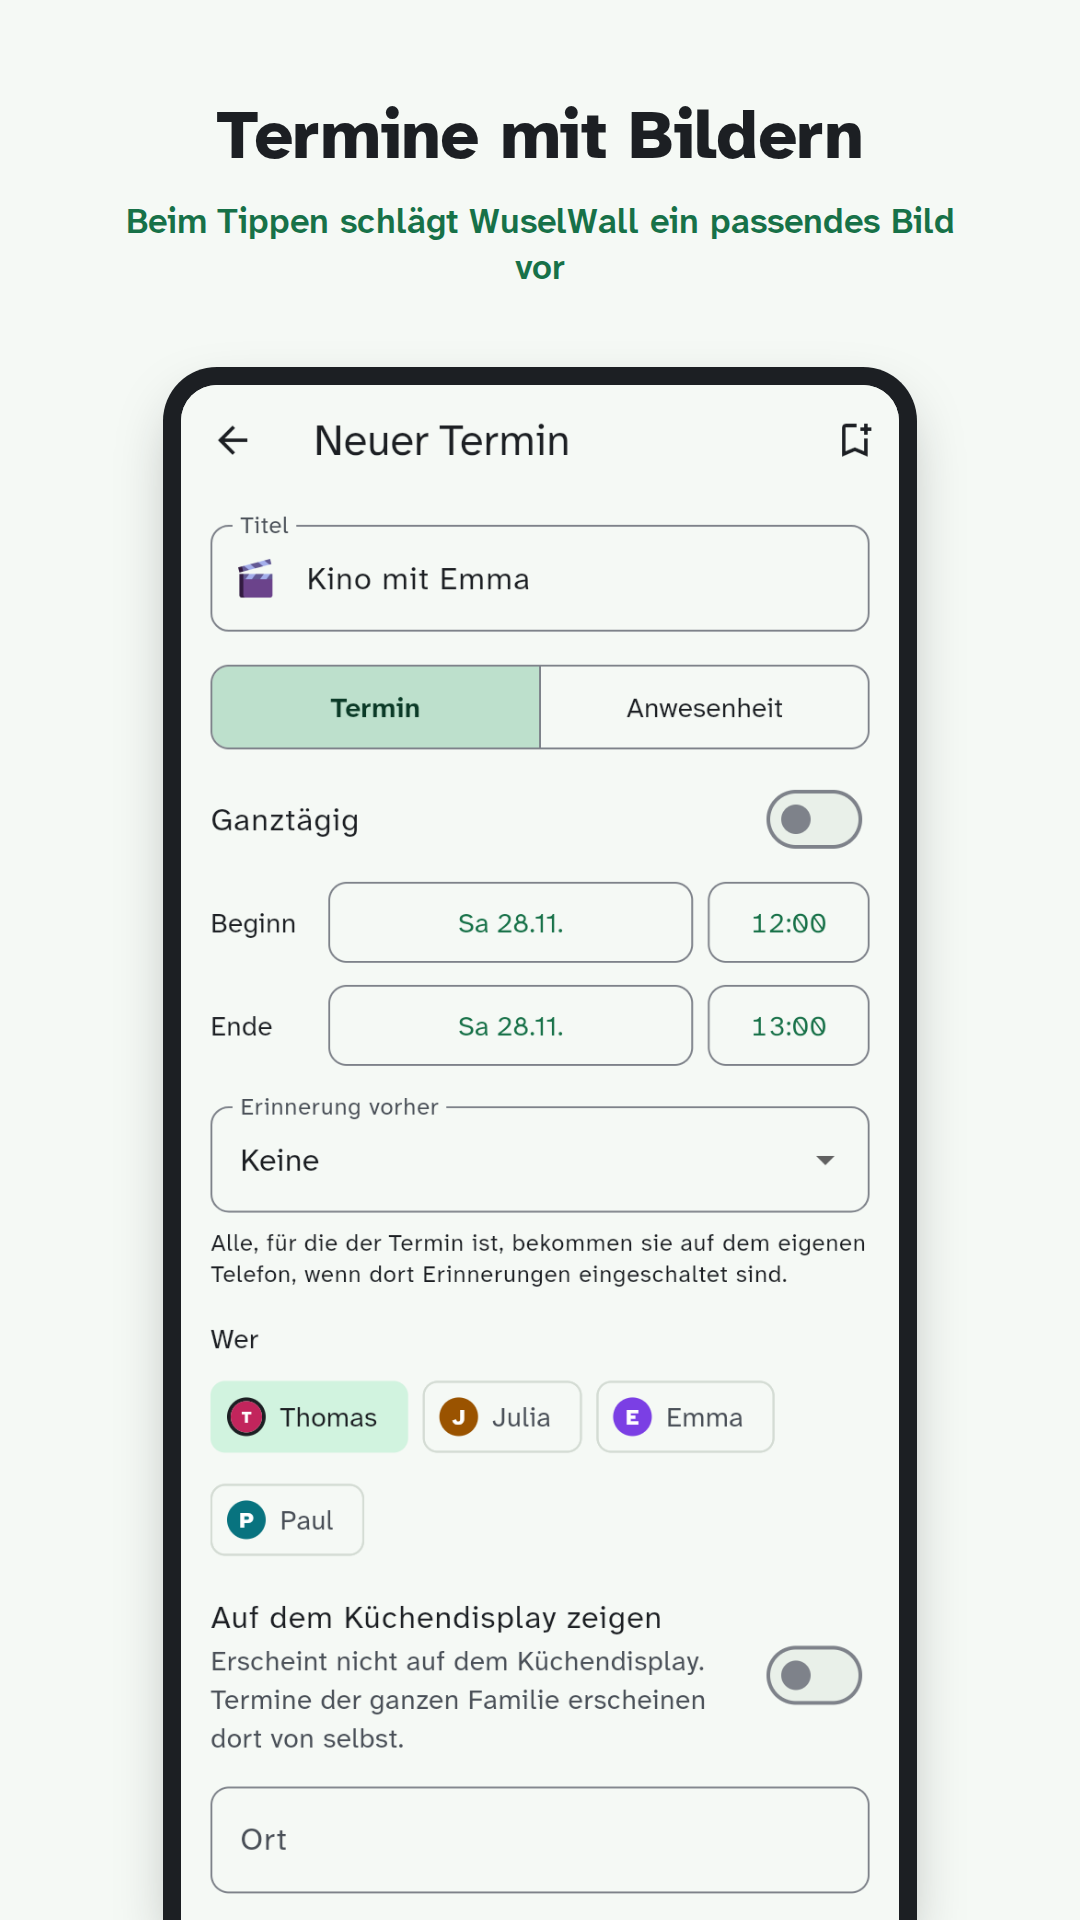 Termine mit Bildern
Beim Tippen schlägt WuselWall ein passendes Bild
vor
Neuer Termin
Titel
Kino mit Emma
Termin
Anwesenheit
Ganztägig
Beginn
Sa 28.11.
12:00
Ende
Sa 28.11.
13:00
Erinnerung vorher
Keine
Alle, für die der Termin ist, bekommen sie auf dem eigenen
Telefon, wenn dort Erinnerungen eingeschaltet sind.
Wer
T Thomas
J Julia
E Emma
P Paul
Auf dem Küchendisplay zeigen
Erscheint nicht auf dem Küchendisplay.
Termine der ganzen Familie erscheinen
dort von selbst.
Ort